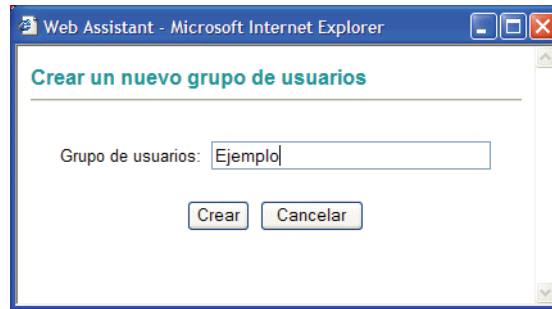 Web Assistant - Microsoft Internet Explorer
Crear un nuevo grupo de usuarios
Grupo de usuarios: Ejemplo
Crear Cancelar